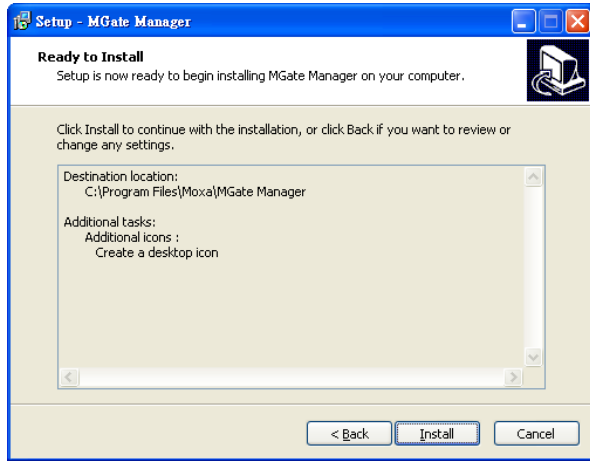 Setup - MGate Manager
Ready to Install
Setup is now ready to begin installing MGate Manager on your computer.
Click Install to continue with the installation, or click Back if you want to review or
change any settings.
Destination location:
C:\Program Files\Moxa\MGate Manager
Additional tasks:
Additional icons :
Create a desktop icon
< Back
Install
Cancel